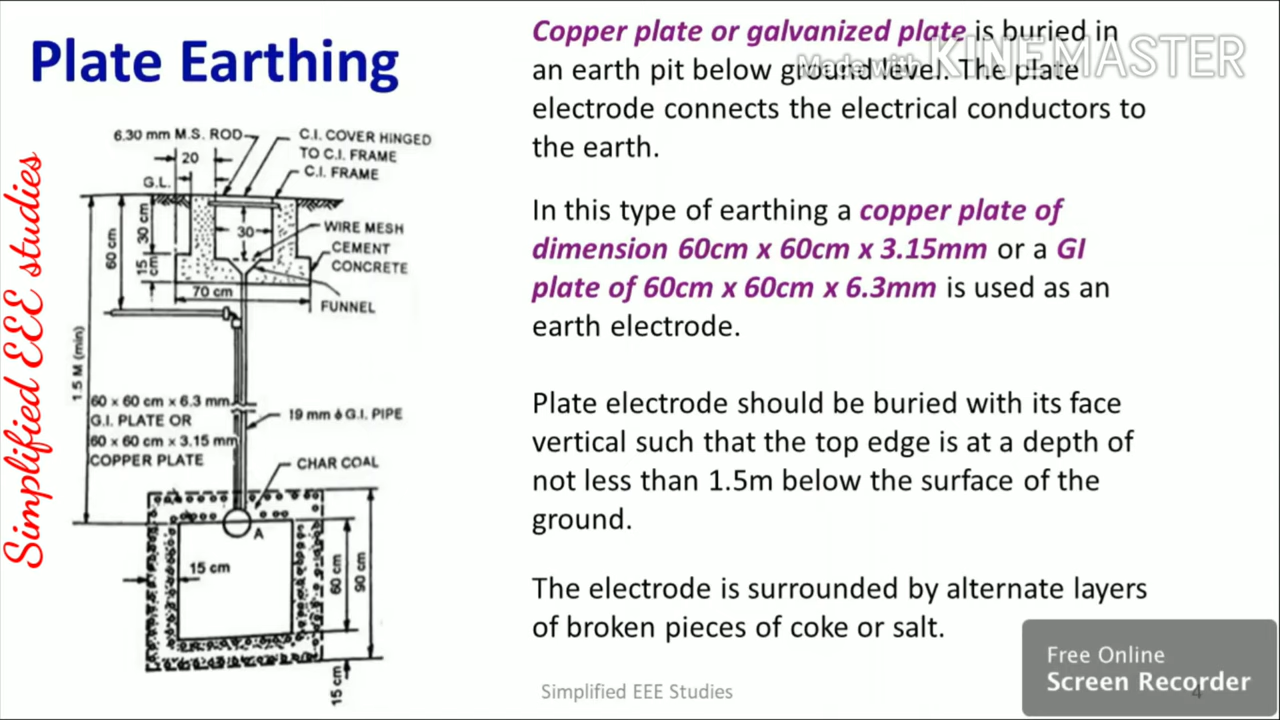 Plate Earthing
Simplified EEE studies
6.30 mm M.S. ROD
C.I. COVER HINGED
TO C.I. FRAME
C.I. FRAME
20
G.L.
30 cm
60 cm
15 cm
30
WIRE MESH
CEMENT
CONCRETE
70 cm
FUNNEL
1.5 M (min)
60 x 60 cm x 6.3 mm
G.I. PLATE OR
60 x 60 cm x 3.15 mm
COPPER PLATE
19 mm ϕ G.I. PIPE
CHAR COAL
A
15 cm
60 cm
90 cm
15 cm
Copper plate or galvanized plate is buried in
an earth pit below ground level. The plate
electrode connects the electrical conductors to
the earth.
Made with KINEMASTER
In this type of earthing a copper plate of
dimension 60cm x 60cm x 3.15mm or a GI
plate of 60cm x 60cm x 6.3mm is used as an
earth electrode.
Plate electrode should be buried with its face
vertical such that the top edge is at a depth of
not less than 1.5m below the surface of the
ground.
The electrode is surrounded by alternate layers
of broken pieces of coke or salt.
Simplified EEE Studies
4
Free Online
Screen Recorder